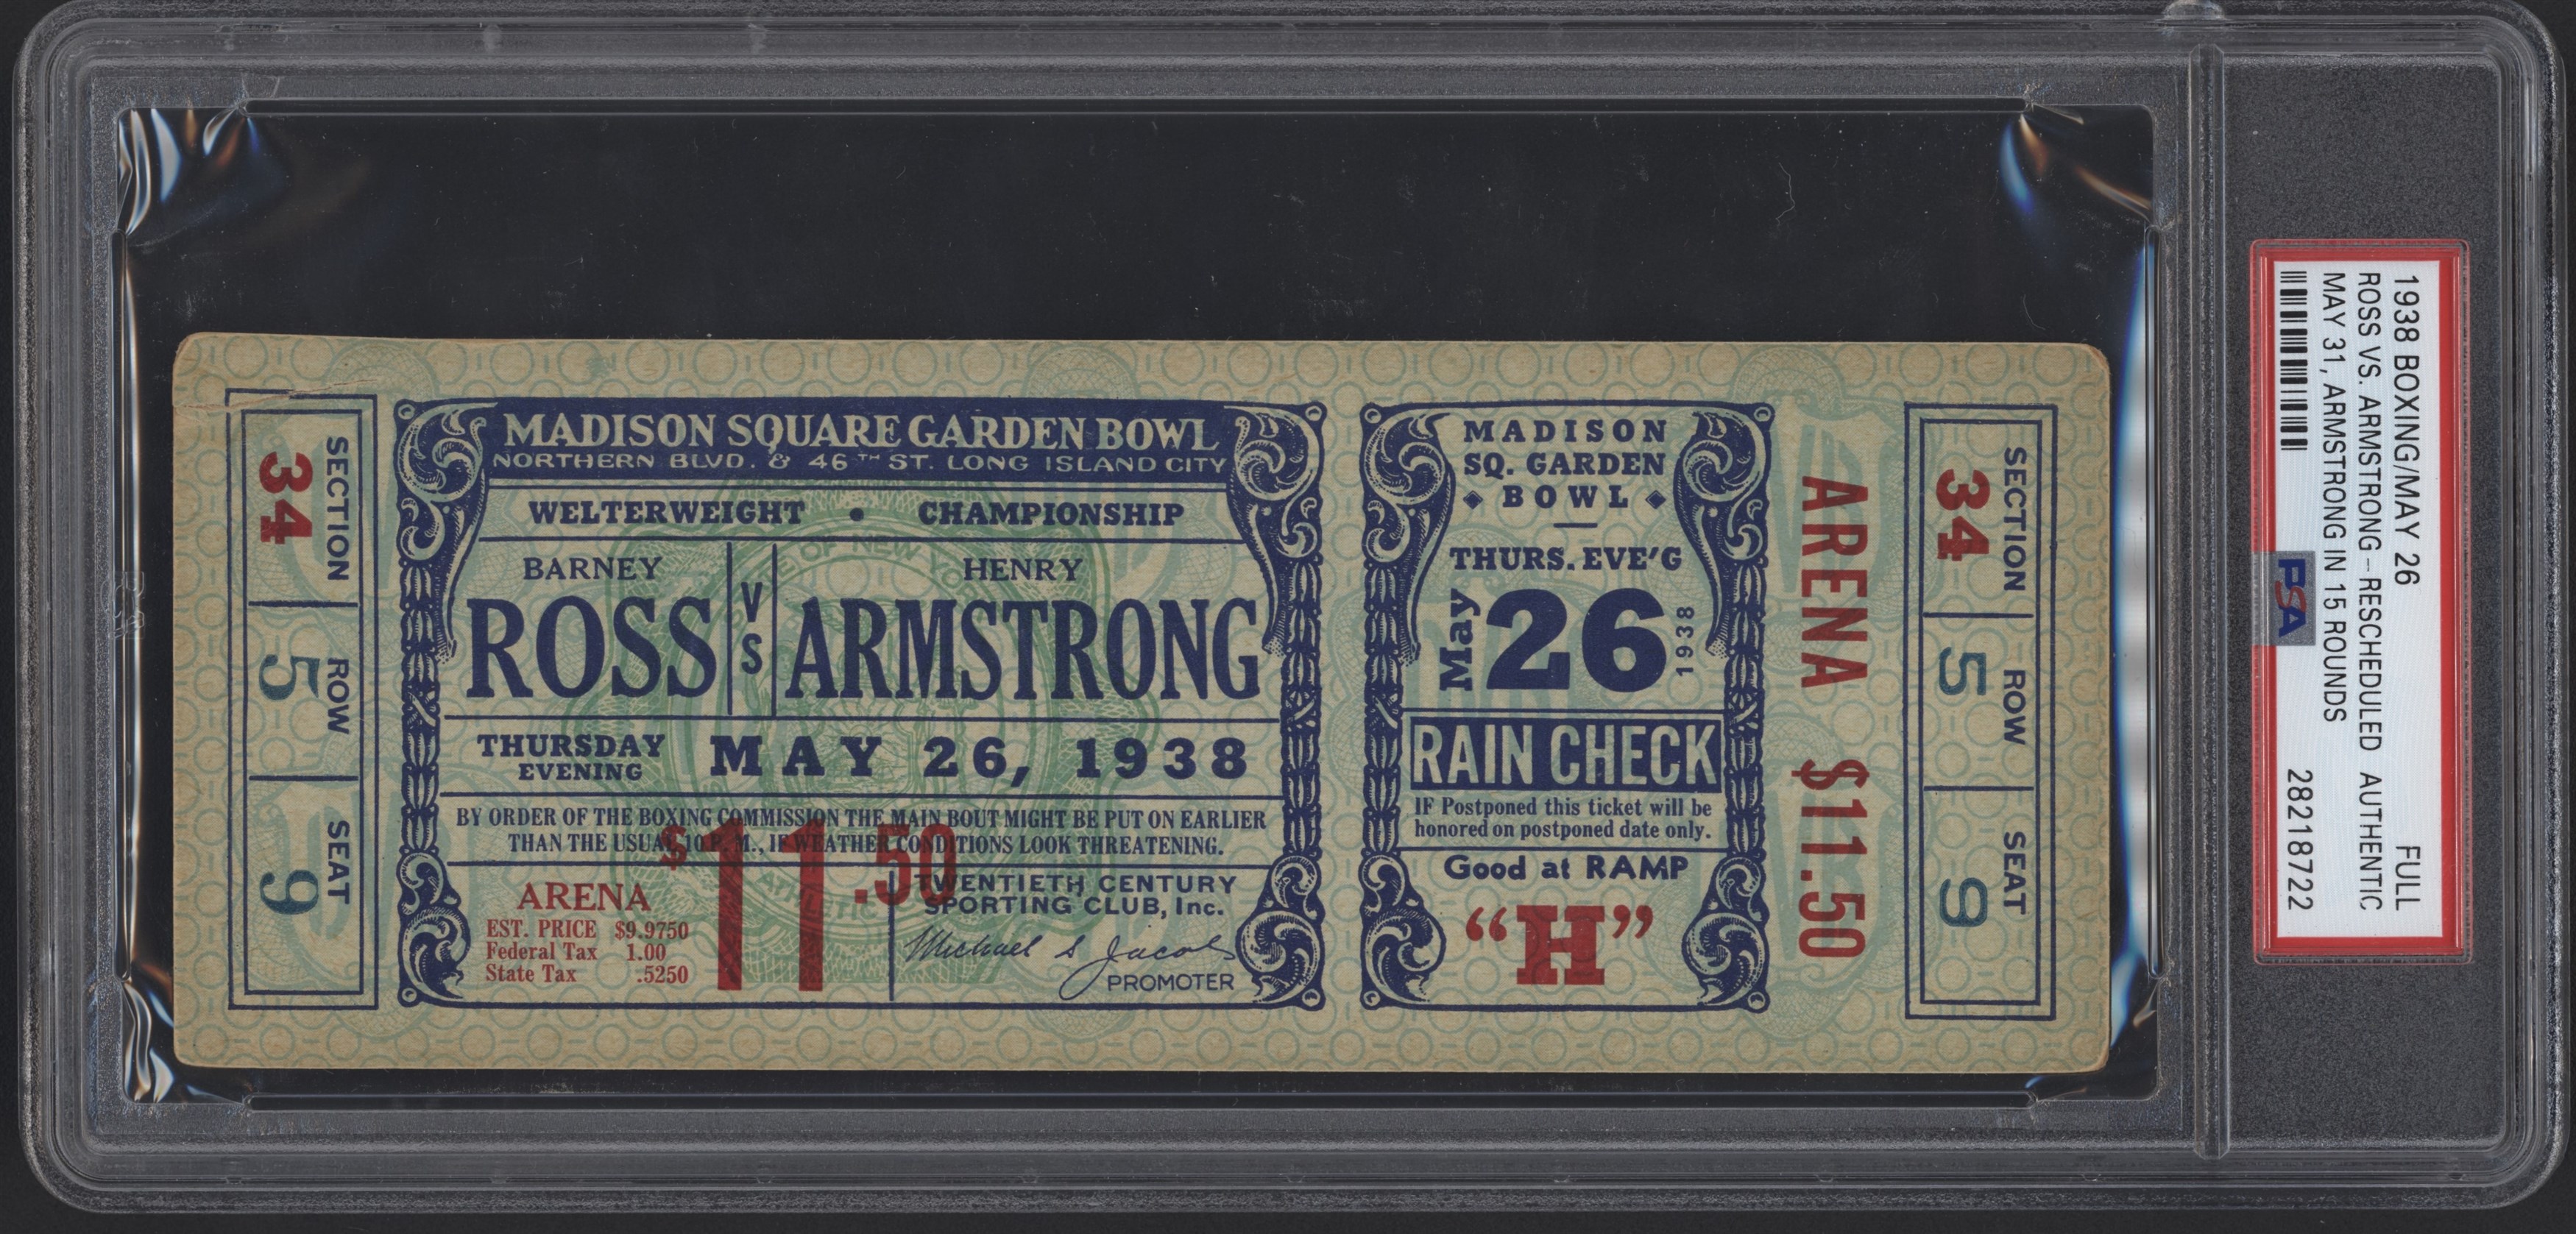 SECTION
34
ROW
5
SEAT
9
MADISON SQUARE GARDEN BOWL
NORTHERN BLVD. & 46TH ST. LONG ISLAND CITY
WELTERWEIGHT • CHAMPIONSHIP
BARNEY
ROSS
VS
HENRY
ARMSTRONG
THURSDAY
EVENING
MAY 26, 1938
BY ORDER OF THE BOXING COMMISSION THE MAIN BOUT MIGHT BE PUT ON EARLIER
THAN THE USUAL 10 P. M., IF WEATHER CONDITIONS LOOK THREATENING.
ARENA
EST. PRICE $9.9750
Federal Tax 1.00
State Tax .5250
$11.50
TWENTIETH CENTURY
SPORTING CLUB, Inc.
Michael S Jacobs
PROMOTER
OF NEW YO
ATHLETI
MADISON
SQ. GARDEN
◆ BOWL ◆
THURS. EVE'G
May 26 1938
RAIN CHECK
IF Postponed this ticket will be
honored on postponed date only.
Good at RAMP
"H"
ARENA $11.50
SECTION
34
ROW
5
SEAT
9
1938 BOXING/MAY 26 FULL
ROSS VS. ARMSTRONG - RESCHEDULED AUTHENTIC
MAY 31, ARMSTRONG IN 15 ROUNDS
28218722
PSA